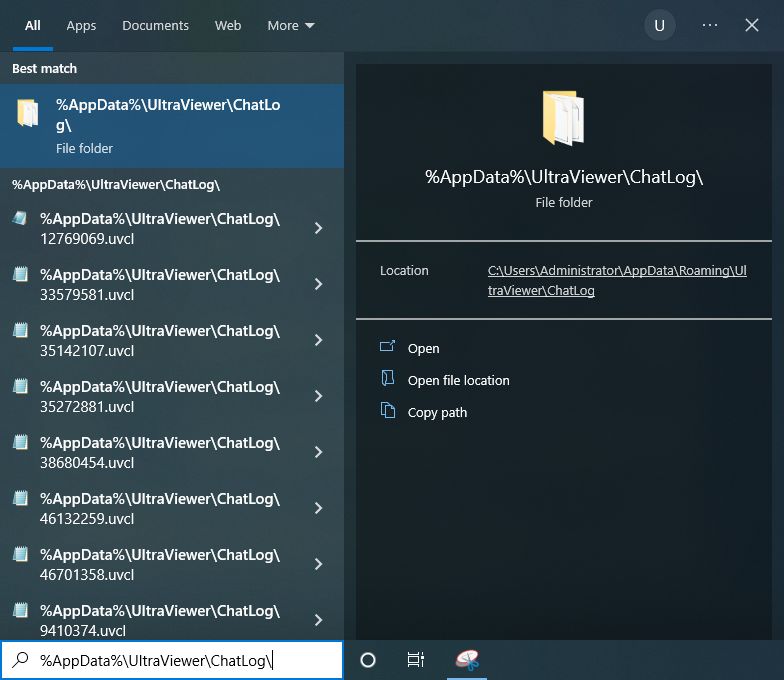 All Apps Documents Web More U ...
Best match
%AppData%\UltraViewer\ChatLo
g\
File folder
%AppData%\UltraViewer\ChatLog\
%AppData%\UltraViewer\ChatLog\
12769069.uvcl
%AppData%\UltraViewer\ChatLog\
33579581.uvcl
%AppData%\UltraViewer\ChatLog\
35142107.uvcl
%AppData%\UltraViewer\ChatLog\
35272881.uvcl
%AppData%\UltraViewer\ChatLog\
38680454.uvcl
%AppData%\UltraViewer\ChatLog\
46132259.uvcl
%AppData%\UltraViewer\ChatLog\
46701358.uvcl
%AppData%\UltraViewer\ChatLog\
9410374.uvcl
%AppData%\UltraViewer\ChatLog\
%AppData%\UltraViewer\ChatLog\
File folder
Location
C:\Users\Administrator\AppData\Roaming\Ul
traViewer\ChatLog
Open
Open file location
Copy path